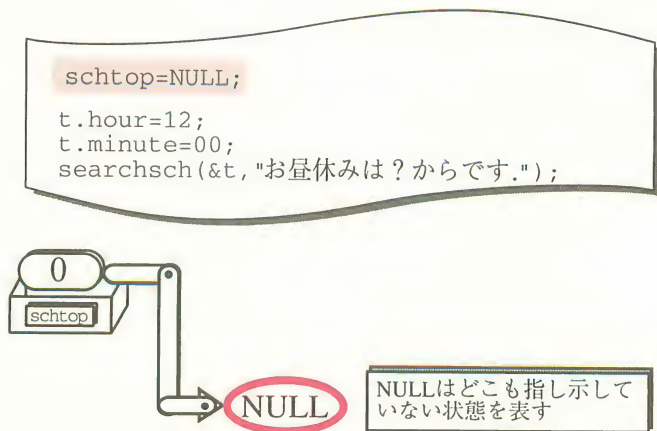 schtop=NULL;
t.hour=12;
t.minute=00;
searchsch(&t,"お昼休みは？からです.");
0
schtop
NULL
NULLはどこも指し示して
いない状態を表す